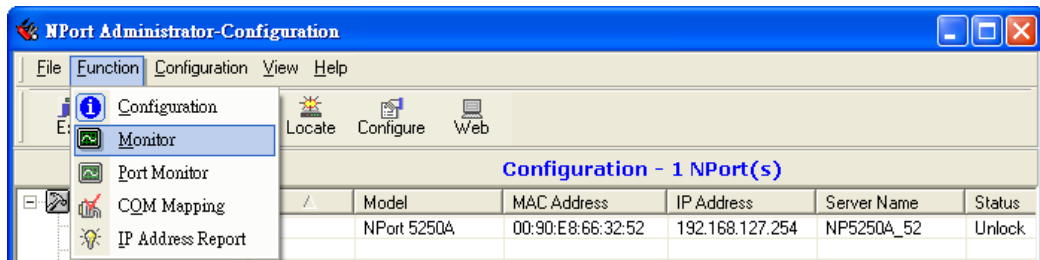 NPort Administrator-Configuration
File Function Configuration View Help
Locate Configure Web
Configuration
Monitor
Port Monitor
COM Mapping
IP Address Report
Configuration - 1 NPort(s)
Model MAC Address IP Address Server Name Status
NPort 5250A 00:90:E8:66:32:52 192.168.127.254 NP5250A_52 Unlock